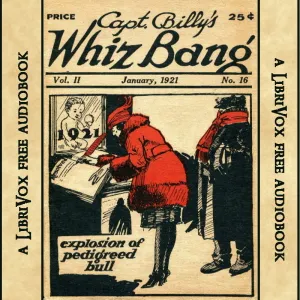 PRICE 25¢
Capt. Billy's
Whiz Bang
Vol. II January, 1921 No. 16
1921
explosion of
pedigreed
bull
a LibriVox free audiobook
a LibriVox free audiobook